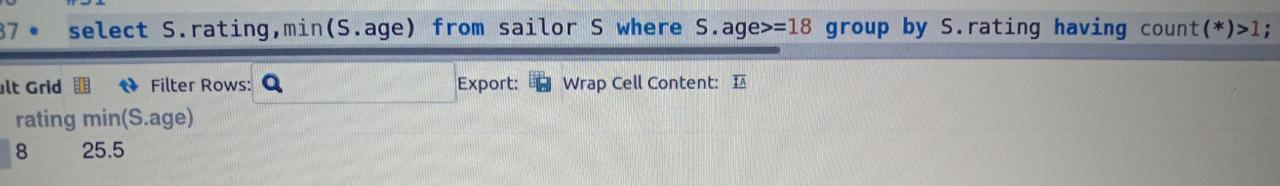 37 select S.rating,min(S.age) from sailor S where S.age>=18 group by S.rating having count(*)>1;
ult Grid Filter Rows: Export: Wrap Cell Content: IA
rating min(S.age)
8 25.5